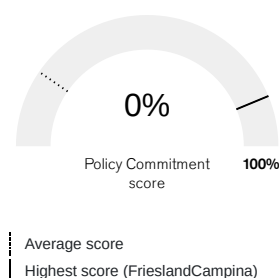 0%
Policy Commitment 100%
score
Average score
Highest score (FrieslandCampina)